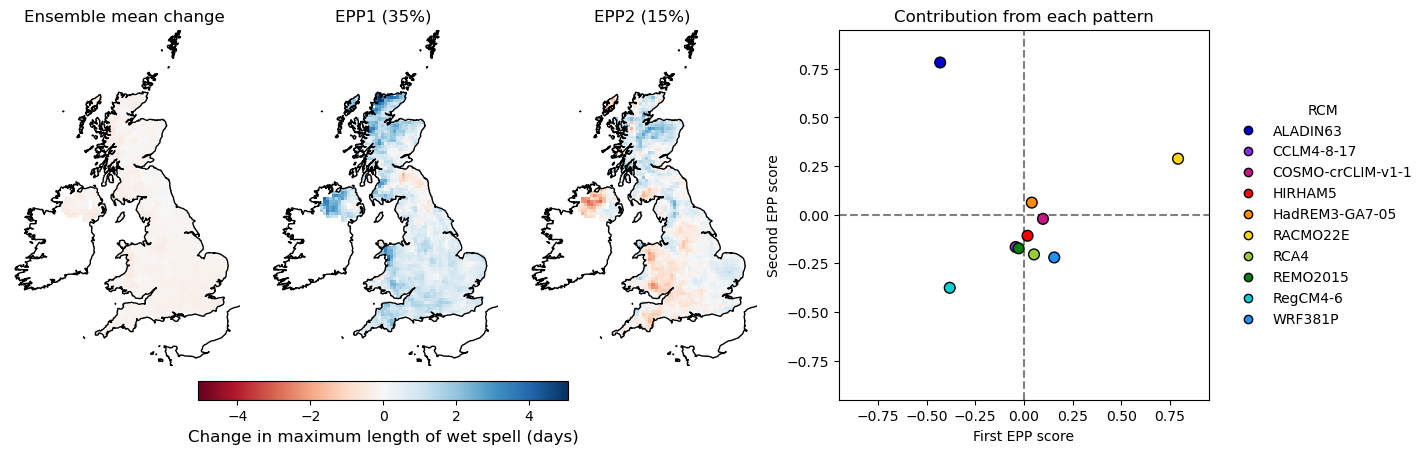 Ensemble mean change
EPP1 (35%)
EPP2 (15%)
−4 −2 0 2 4
Change in maximum length of wet spell (days)
Contribution from each pattern
Second EPP score
0.75
0.50
0.25
0.00
−0.25
−0.50
−0.75
−0.75 −0.50 −0.25 0.00 0.25 0.50 0.75
First EPP score
RCM
ALADIN63
CCLM4-8-17
COSMO-crCLIM-v1-1
HIRHAM5
HadREM3-GA7-05
RACMO22E
RCA4
REMO2015
RegCM4-6
WRF381P